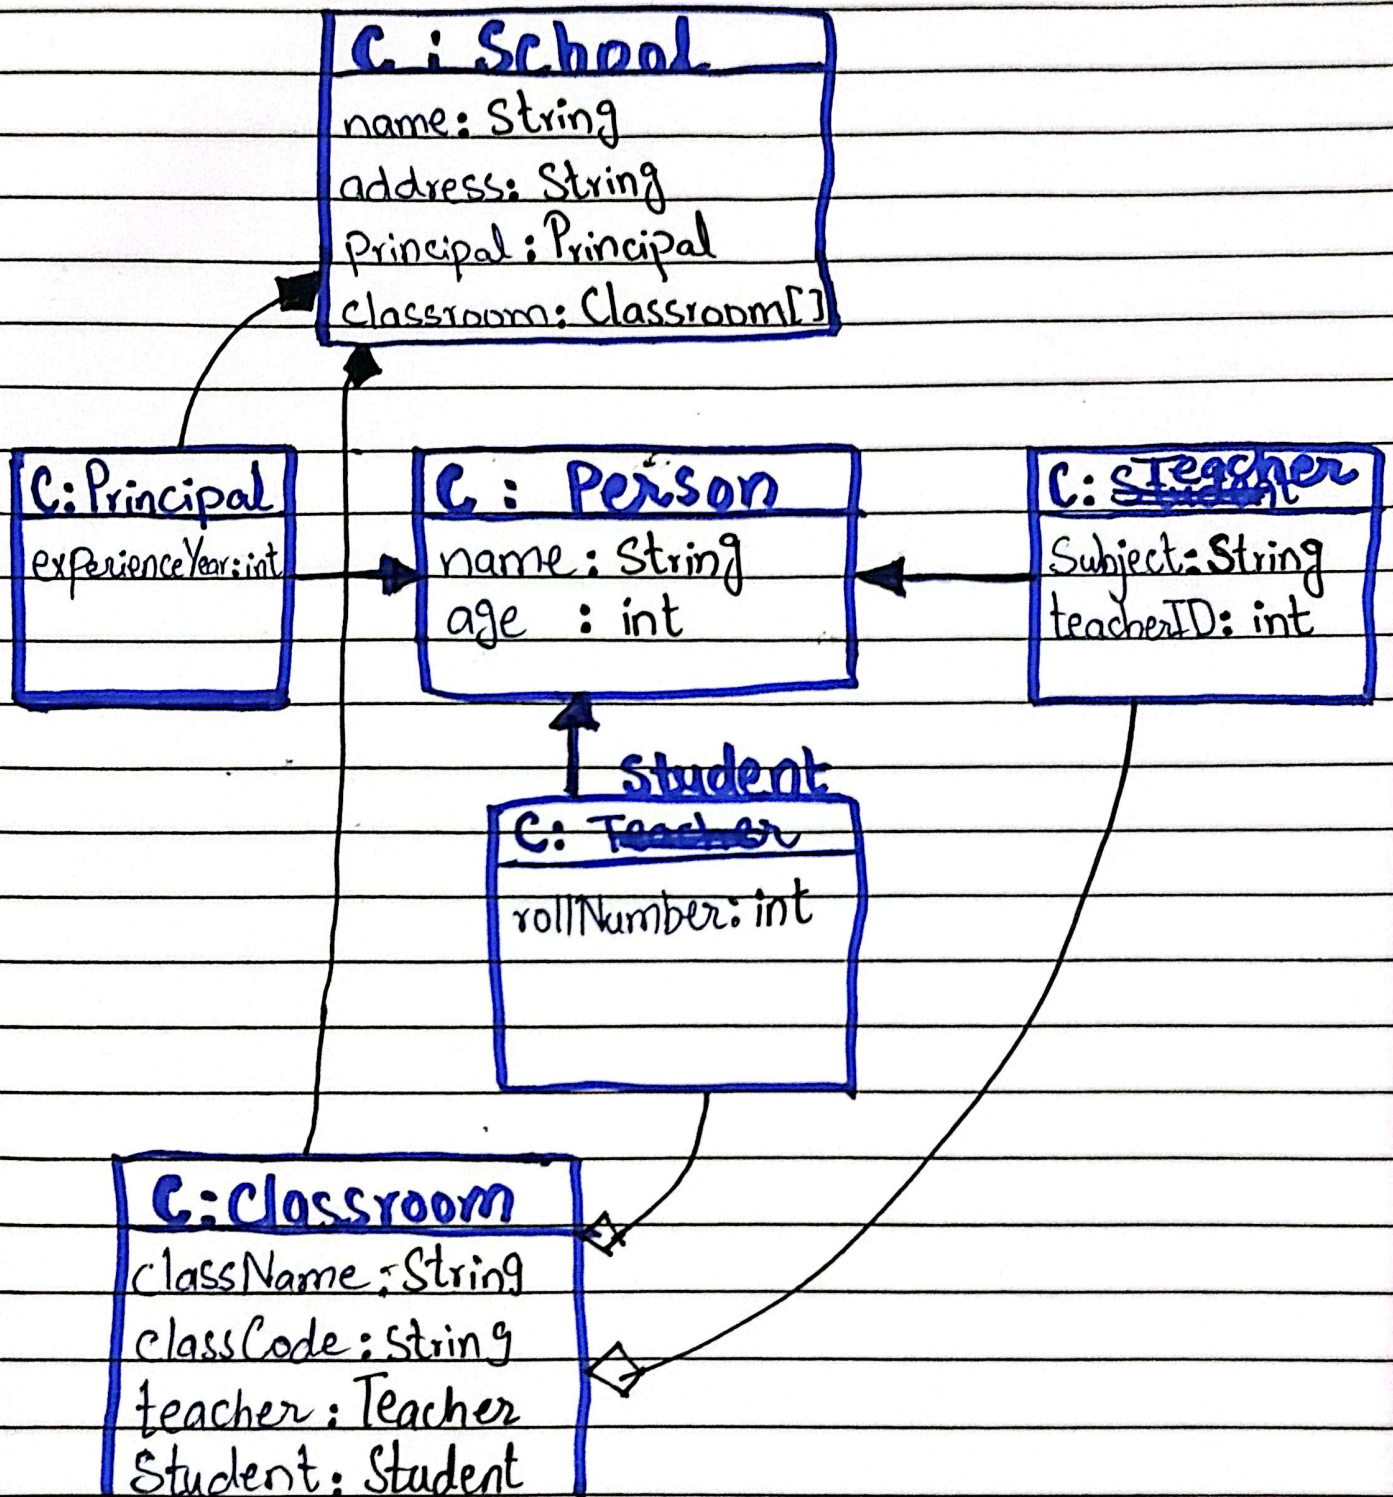 C : School
name: String
address: String
principal: Principal
classroom: Classroom[]
C: Principal
experienceYear: int
C : Person
name : String
age : int
C: Student Teacher
Subject: String
teacherID: int
Student
C: Teacher
rollNumber: int
C: Classroom
className: String
classCode: String
teacher: Teacher
Student: Student